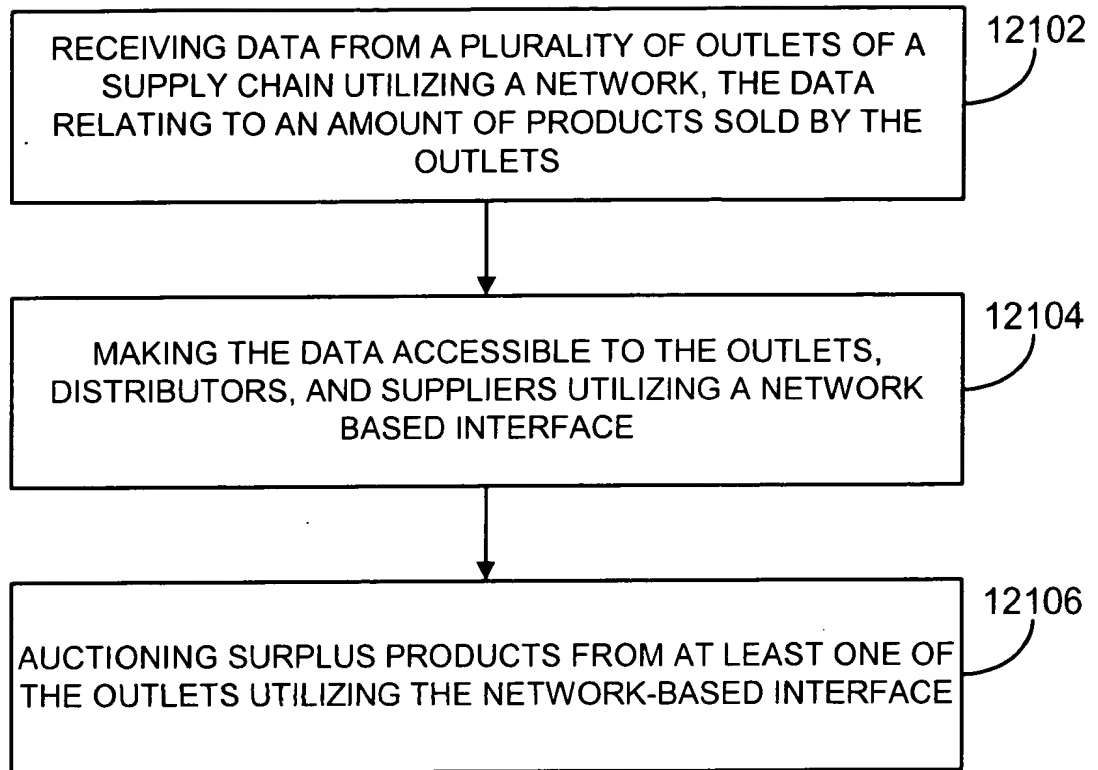 RECEIVING DATA FROM A PLURALITY OF OUTLETS OF A
SUPPLY CHAIN UTILIZING A NETWORK, THE DATA
RELATING TO AN AMOUNT OF PRODUCTS SOLD BY THE
OUTLETS
12102
MAKING THE DATA ACCESSIBLE TO THE OUTLETS,
DISTRIBUTORS, AND SUPPLIERS UTILIZING A NETWORK
BASED INTERFACE
12104
AUCTIONING SURPLUS PRODUCTS FROM AT LEAST ONE OF
THE OUTLETS UTILIZING THE NETWORK-BASED INTERFACE
12106